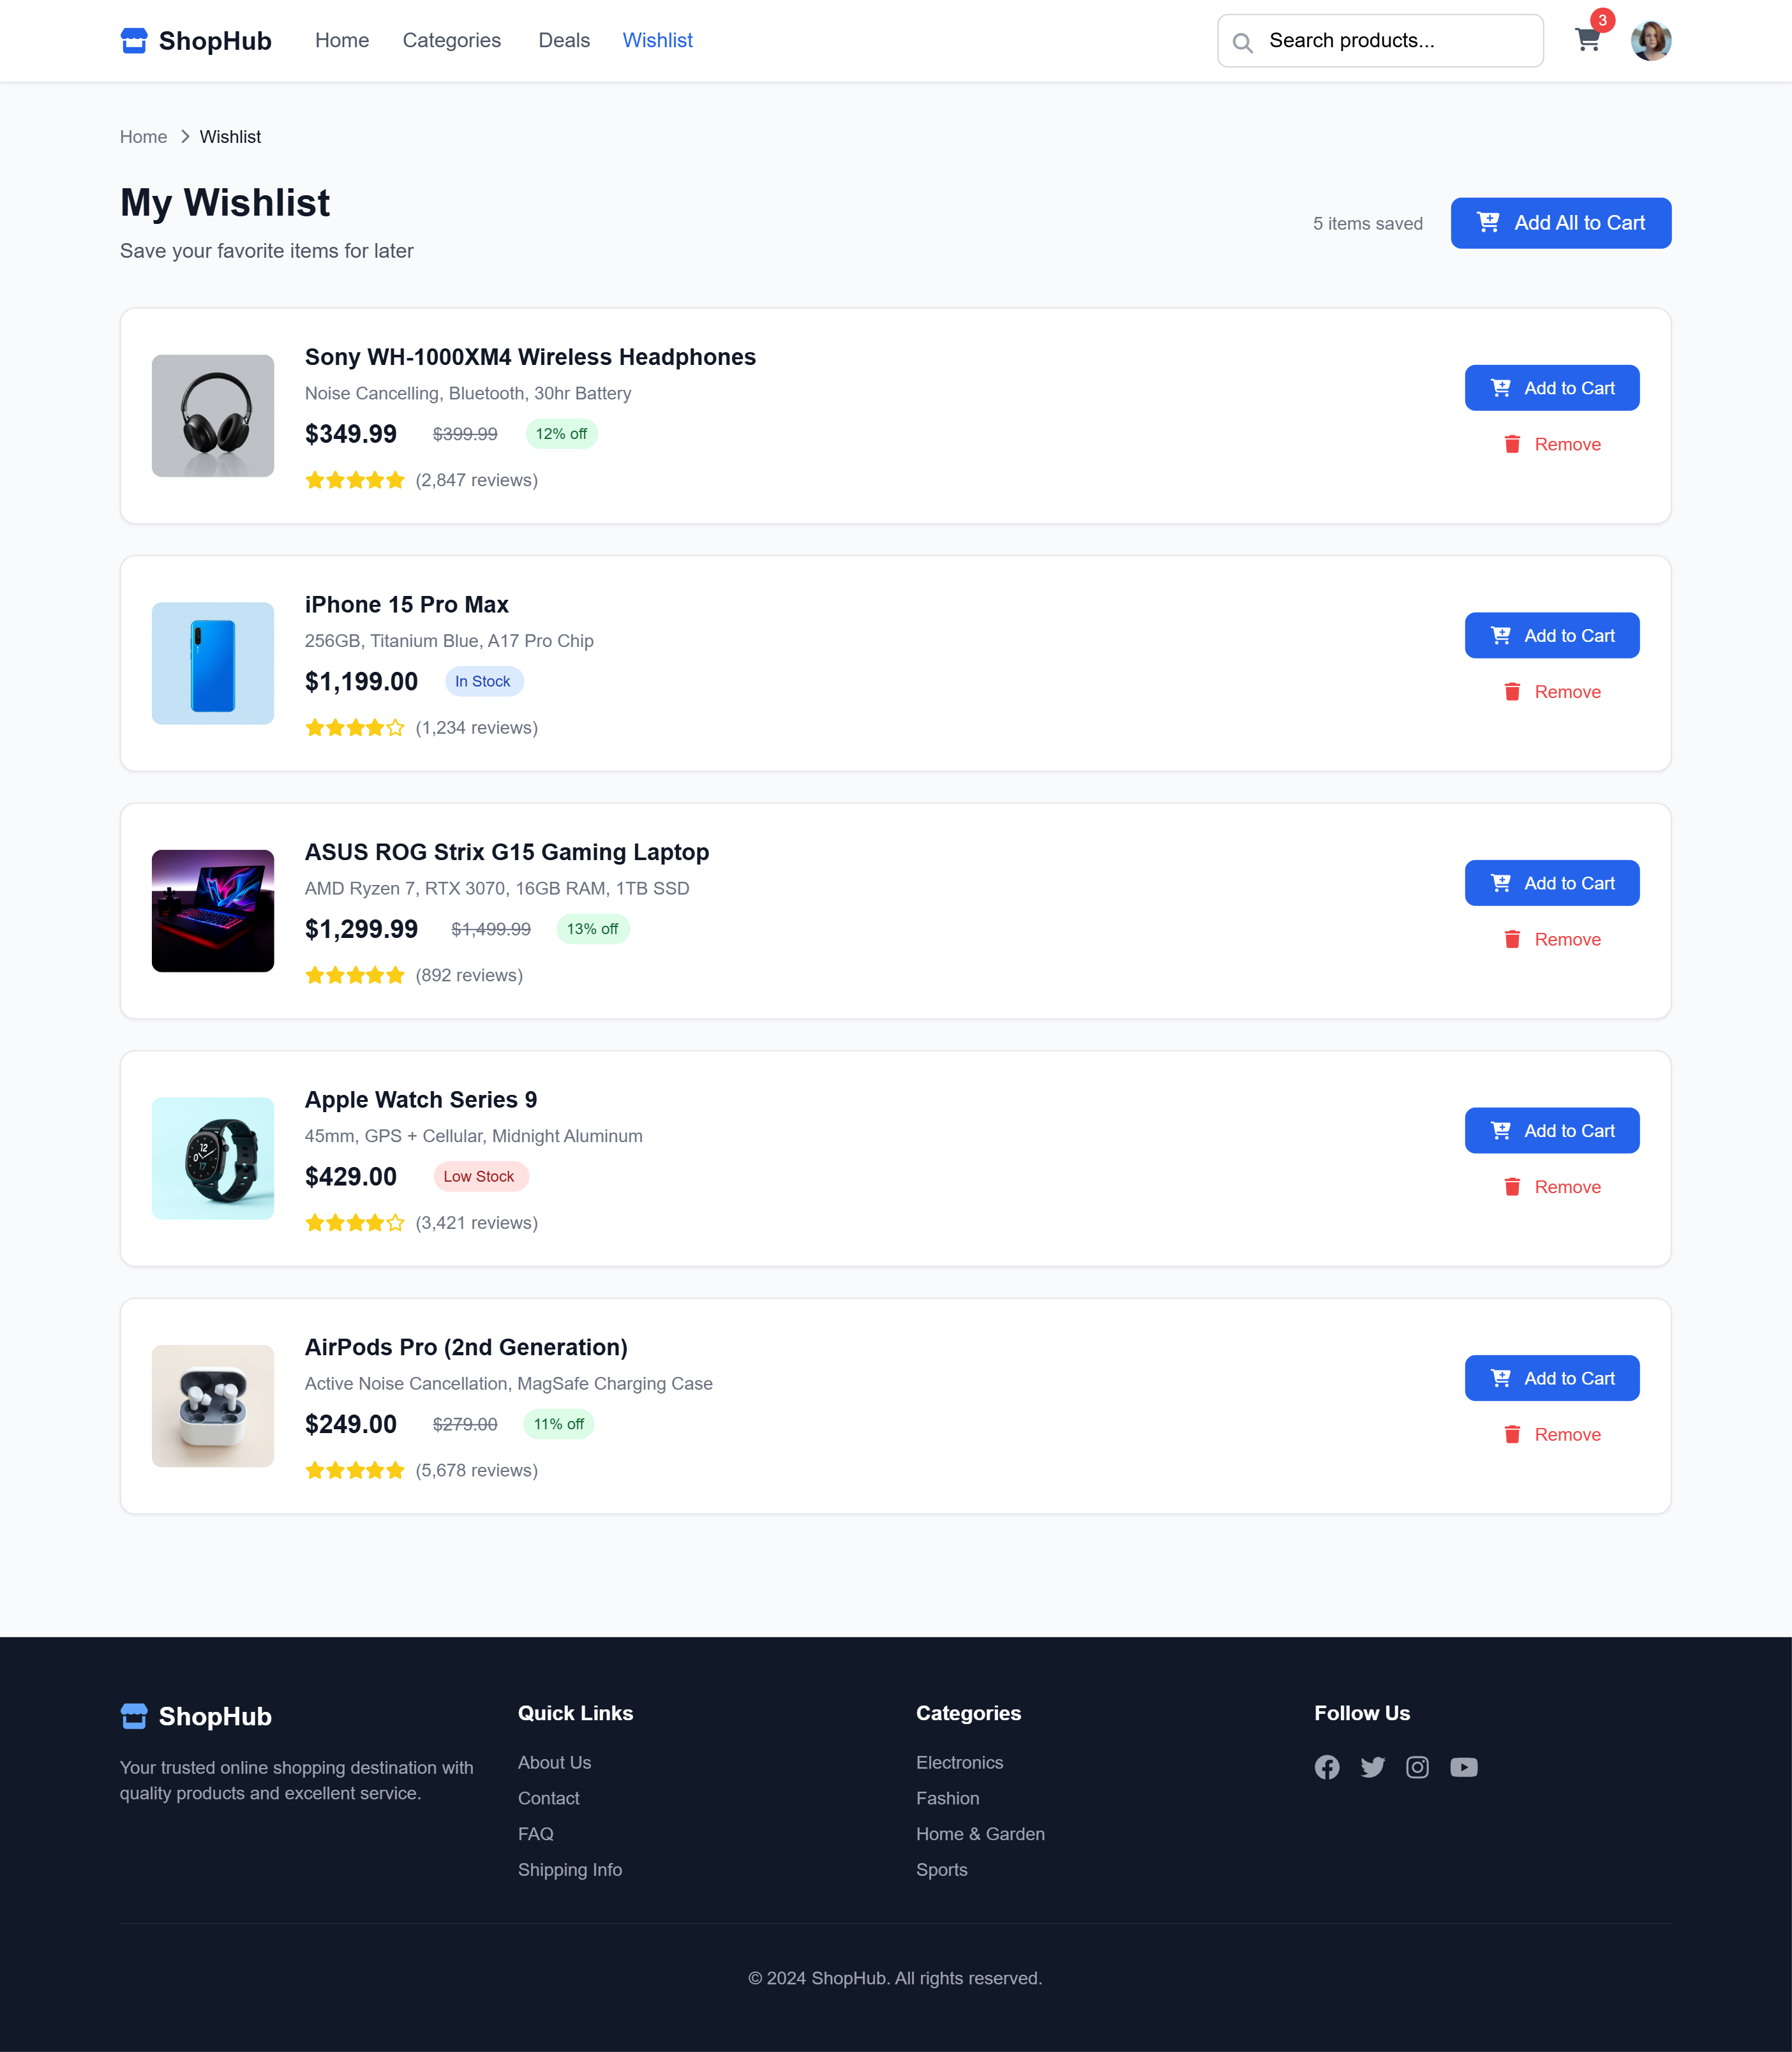 ShopHub
Home
Categories
Deals
Wishlist
Search products...
3
Home
Wishlist
My Wishlist
Save your favorite items for later
5 items saved
Add All to Cart
Sony WH-1000XM4 Wireless Headphones
Noise Cancelling, Bluetooth, 30hr Battery
$349.99 $399.99 12% off
(2,847 reviews)
Add to Cart
Remove
iPhone 15 Pro Max
256GB, Titanium Blue, A17 Pro Chip
$1,199.00 In Stock
(1,234 reviews)
Add to Cart
Remove
ASUS ROG Strix G15 Gaming Laptop
AMD Ryzen 7, RTX 3070, 16GB RAM, 1TB SSD
$1,299.99 $1,499.99 13% off
(892 reviews)
Add to Cart
Remove
Apple Watch Series 9
45mm, GPS + Cellular, Midnight Aluminum
$429.00 Low Stock
(3,421 reviews)
Add to Cart
Remove
AirPods Pro (2nd Generation)
Active Noise Cancellation, MagSafe Charging Case
$249.00 $279.00 11% off
(5,678 reviews)
Add to Cart
Remove
ShopHub
Your trusted online shopping destination with
quality products and excellent service.
Quick Links
About Us
Contact
FAQ
Shipping Info
Categories
Electronics
Fashion
Home & Garden
Sports
Follow Us
© 2024 ShopHub. All rights reserved.